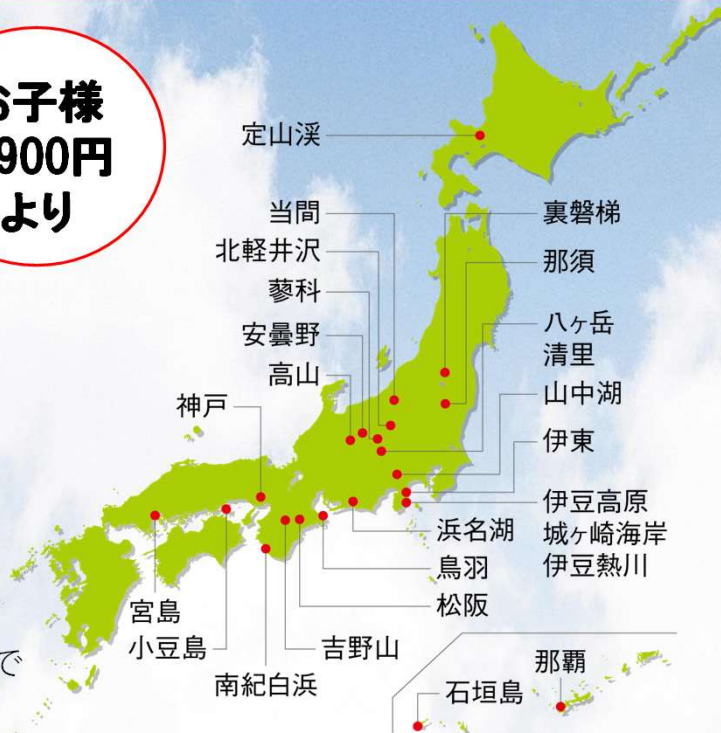 お子様
900円
より
定山渓
当間
北軽井沢
蓼科
安曇野
高山
神戸
裏磐梯
那須
八ヶ岳
清里
山中湖
伊東
伊豆高原
城ヶ崎海岸
伊豆熱川
浜名湖
鳥羽
松阪
宮島
小豆島
吉野山
南紀白浜
で
那覇
石垣島